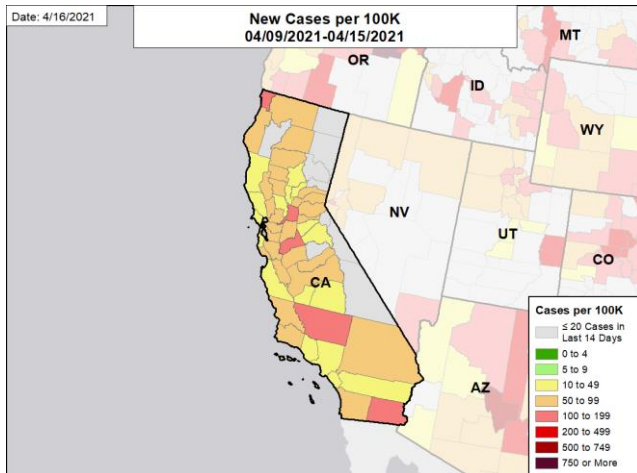 Date: 4/16/2021
New Cases per 100K
04/09/2021-04/15/2021
MT
OR
ID
WY
NV
UT
CO
CA
AZ
Cases per 100K
≤ 20 Cases in
Last 14 Days
0 to 4
5 to 9
10 to 49
50 to 99
100 to 199
200 to 499
500 to 749
750 or More